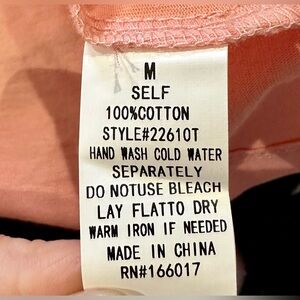 M
SELF
100%COTTON
STYLE#22610T
HAND WASH COLD WATER
SEPARATELY
DO NOTUSE BLEACH
LAY FLATTO DRY
WARM IRON IF NEEDED
MADE IN CHINA
RN#166017